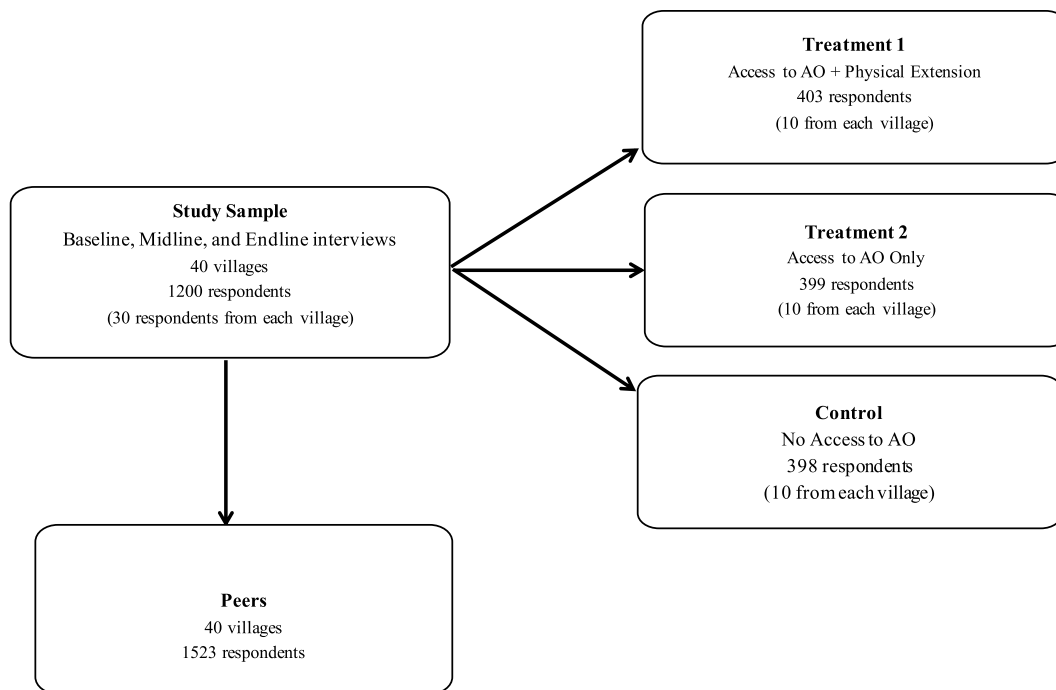 Treatment 1
Access to AO + Physical Extension
403 respondents
(10 from each village)
Study Sample
Baseline, Midline, and Endline interviews
40 villages
1200 respondents
(30 respondents from each village)
Treatment 2
Access to AO Only
399 respondents
(10 from each village)
Control
No Access to AO
398 respondents
(10 from each village)
Peers
40 villages
1523 respondents